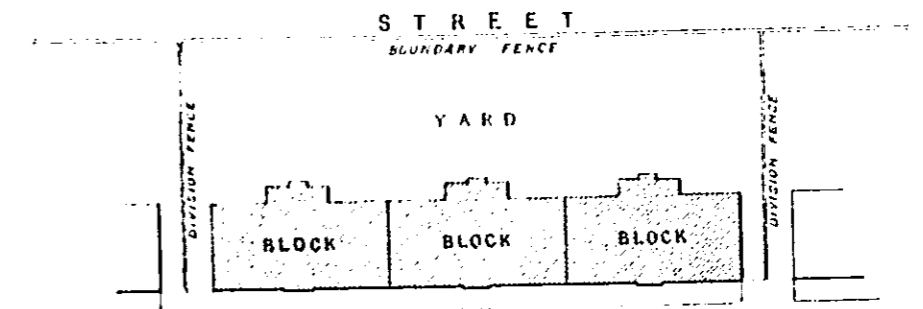 STREET
BOUNDARY FENCE
YARD
DIVISION FENCE
DIVISION FENCE
BLOCK BLOCK BLOCK